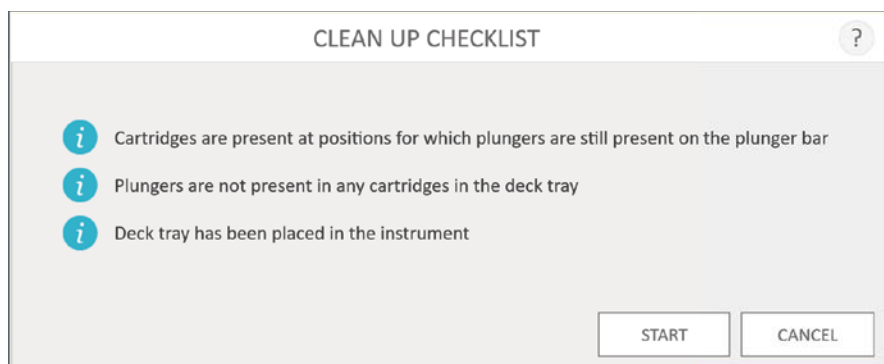 CLEAN UP CHECKLIST
?
i Cartridges are present at positions for which plungers are still present on the plunger bar
i Plungers are not present in any cartridges in the deck tray
i Deck tray has been placed in the instrument
START CANCEL